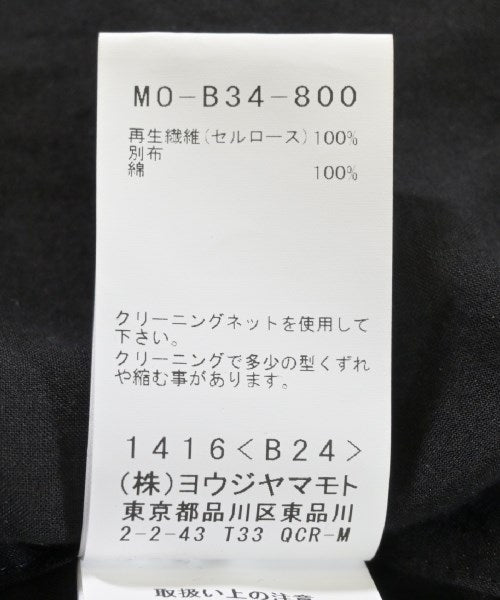 MO-B34-800
再生繊維(セルロース)100%
別布
綿 100%
クリーニングネットを使用して
下さい。
クリーニングで多少の型くずれ
や縮む事があります。
1416<B24>
(株)ヨウジヤマモト
東京都品川区東品川
2-2-43 T33 QCR-M
取扱い上の注意